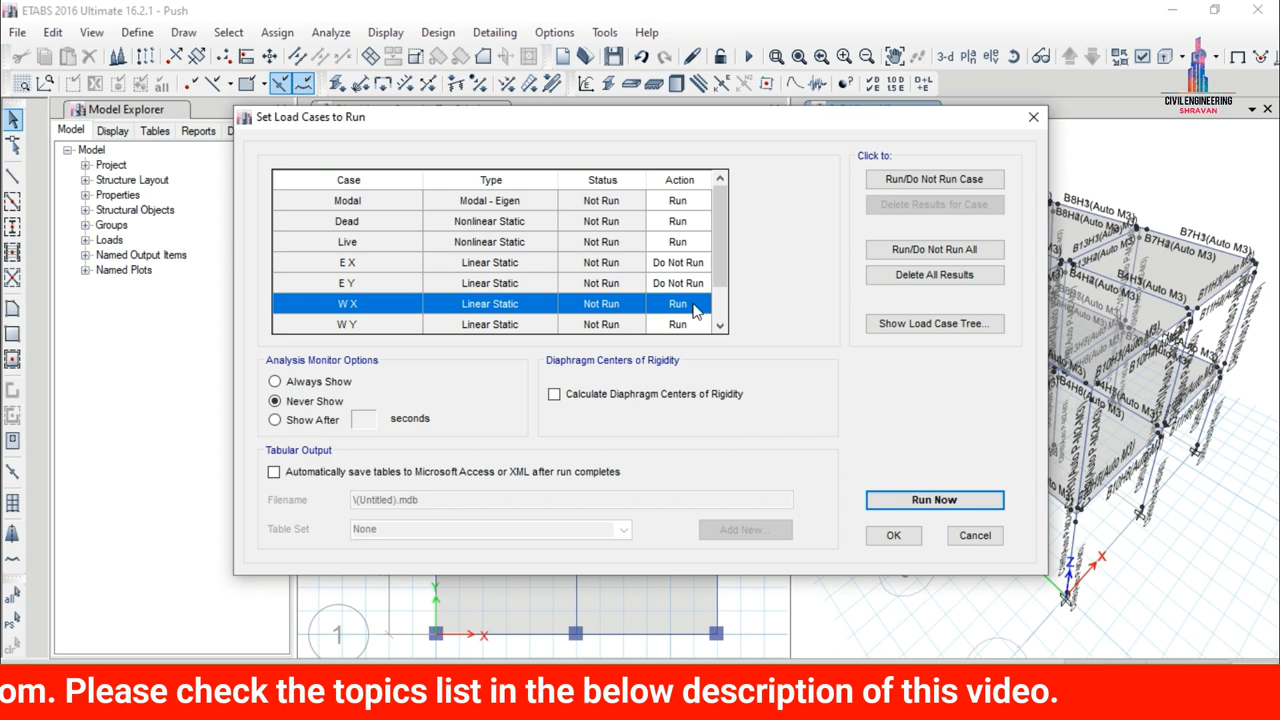 ETABS 2016 Ultimate 16.2.1 - Push
File Edit View Define Draw Select Assign Analyze Display Design Detailing Options Tools Help
3-d
CIVIL ENGINEERING
SHRAVAN
Model Explorer
Model Display Tables Reports D
Model
Project
Structure Layout
Properties
Structural Objects
Groups
Loads
Named Output Items
Named Plots
Set Load Cases to Run
Case Type Status Action
Modal Modal - Eigen Not Run Run
Dead Nonlinear Static Not Run Run
Live Nonlinear Static Not Run Run
E X Linear Static Not Run Do Not Run
E Y Linear Static Not Run Do Not Run
W X Linear Static Not Run Run
W Y Linear Static Not Run Run
Click to:
Run/Do Not Run Case
Delete Results for Case
Run/Do Not Run All
Delete All Results
Show Load Case Tree...
Analysis Monitor Options
Always Show
Never Show
Show After seconds
Diaphragm Centers of Rigidity
Calculate Diaphragm Centers of Rigidity
Tabular Output
Automatically save tables to Microsoft Access or XML after run completes
Filename \(Untitled).mdb
Table Set None Add New...
Run Now
OK Cancel
B7H3(Auto M3)
B7H2(Auto M3)
Z X
Y
1 X
om. Please check the topics list in the below description of this video.